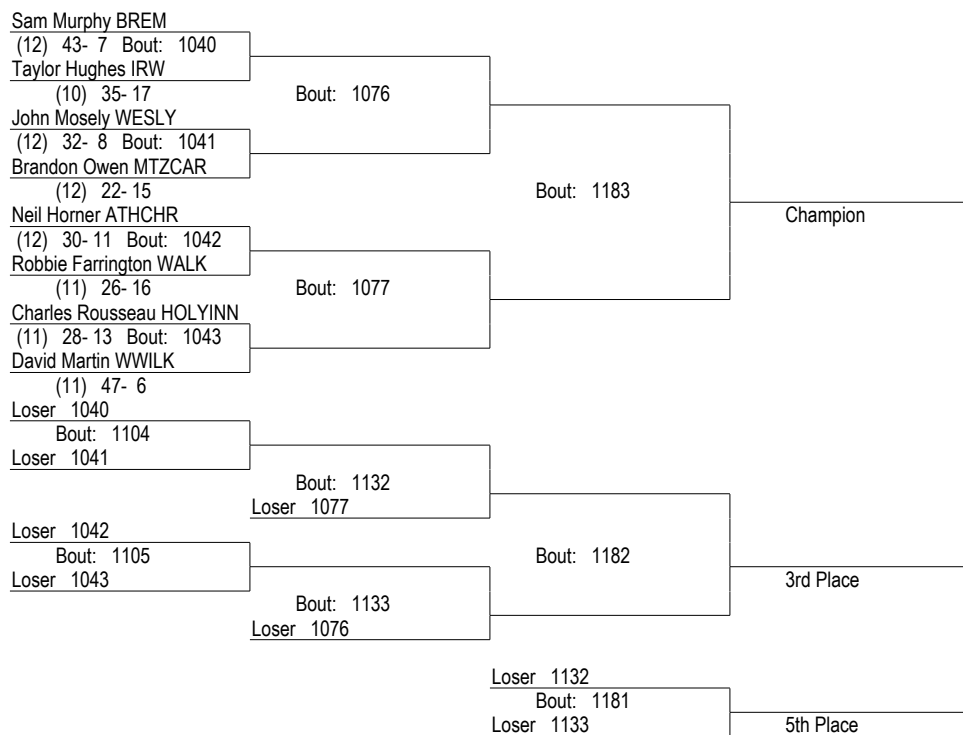 Sam Murphy BREM
(12) 43- 7 Bout: 1040
Taylor Hughes IRW
(10) 35- 17
Bout: 1076
John Mosely WESLY
(12) 32- 8 Bout: 1041
Brandon Owen MTZCAR
(12) 22- 15
Bout: 1183
Champion
Neil Horner ATHCHR
(12) 30- 11 Bout: 1042
Robbie Farrington WALK
(11) 26- 16
Bout: 1077
Charles Rousseau HOLYINN
(11) 28- 13 Bout: 1043
David Martin WWILK
(11) 47- 6
Loser 1040
Bout: 1104
Loser 1041
Bout: 1132
Loser 1077
Loser 1042
Bout: 1105
Loser 1043
Bout: 1182
3rd Place
Bout: 1133
Loser 1076
Loser 1132
Bout: 1181
Loser 1133
5th Place